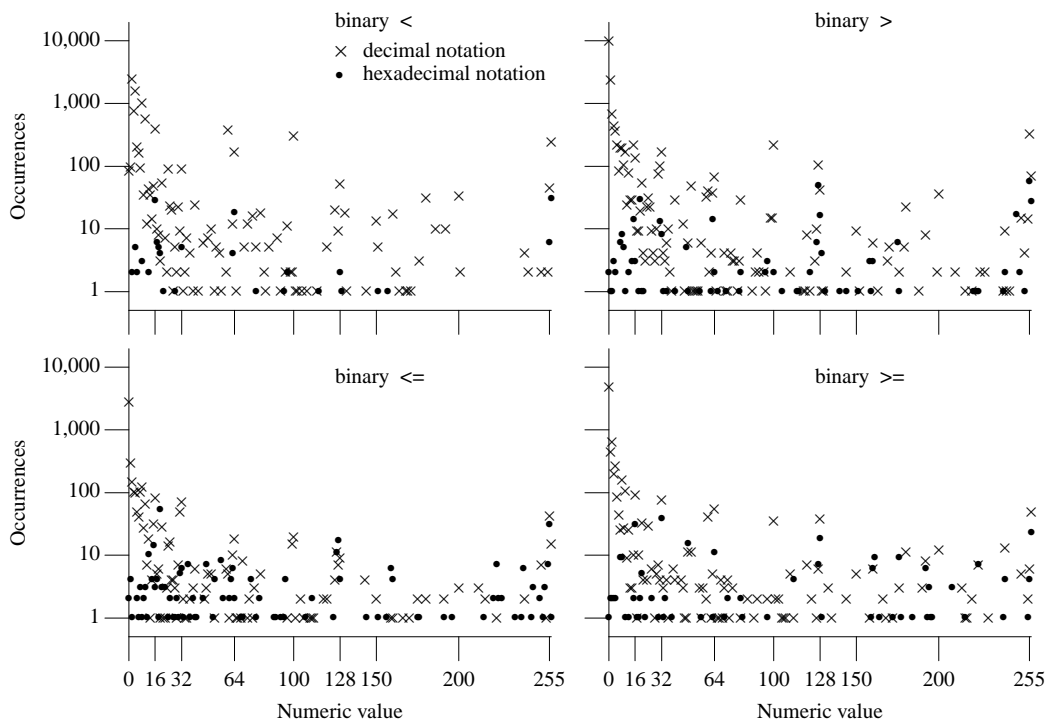 binary <
binary >
× decimal notation
• hexadecimal notation
10,000
1,000
100
10
1
Occurrences
binary <=
binary >=
10,000
1,000
100
10
1
Occurrences
0 16 32 64 100 128 150 200 255
0 16 32 64 100 128 150 200 255
Numeric value
Numeric value